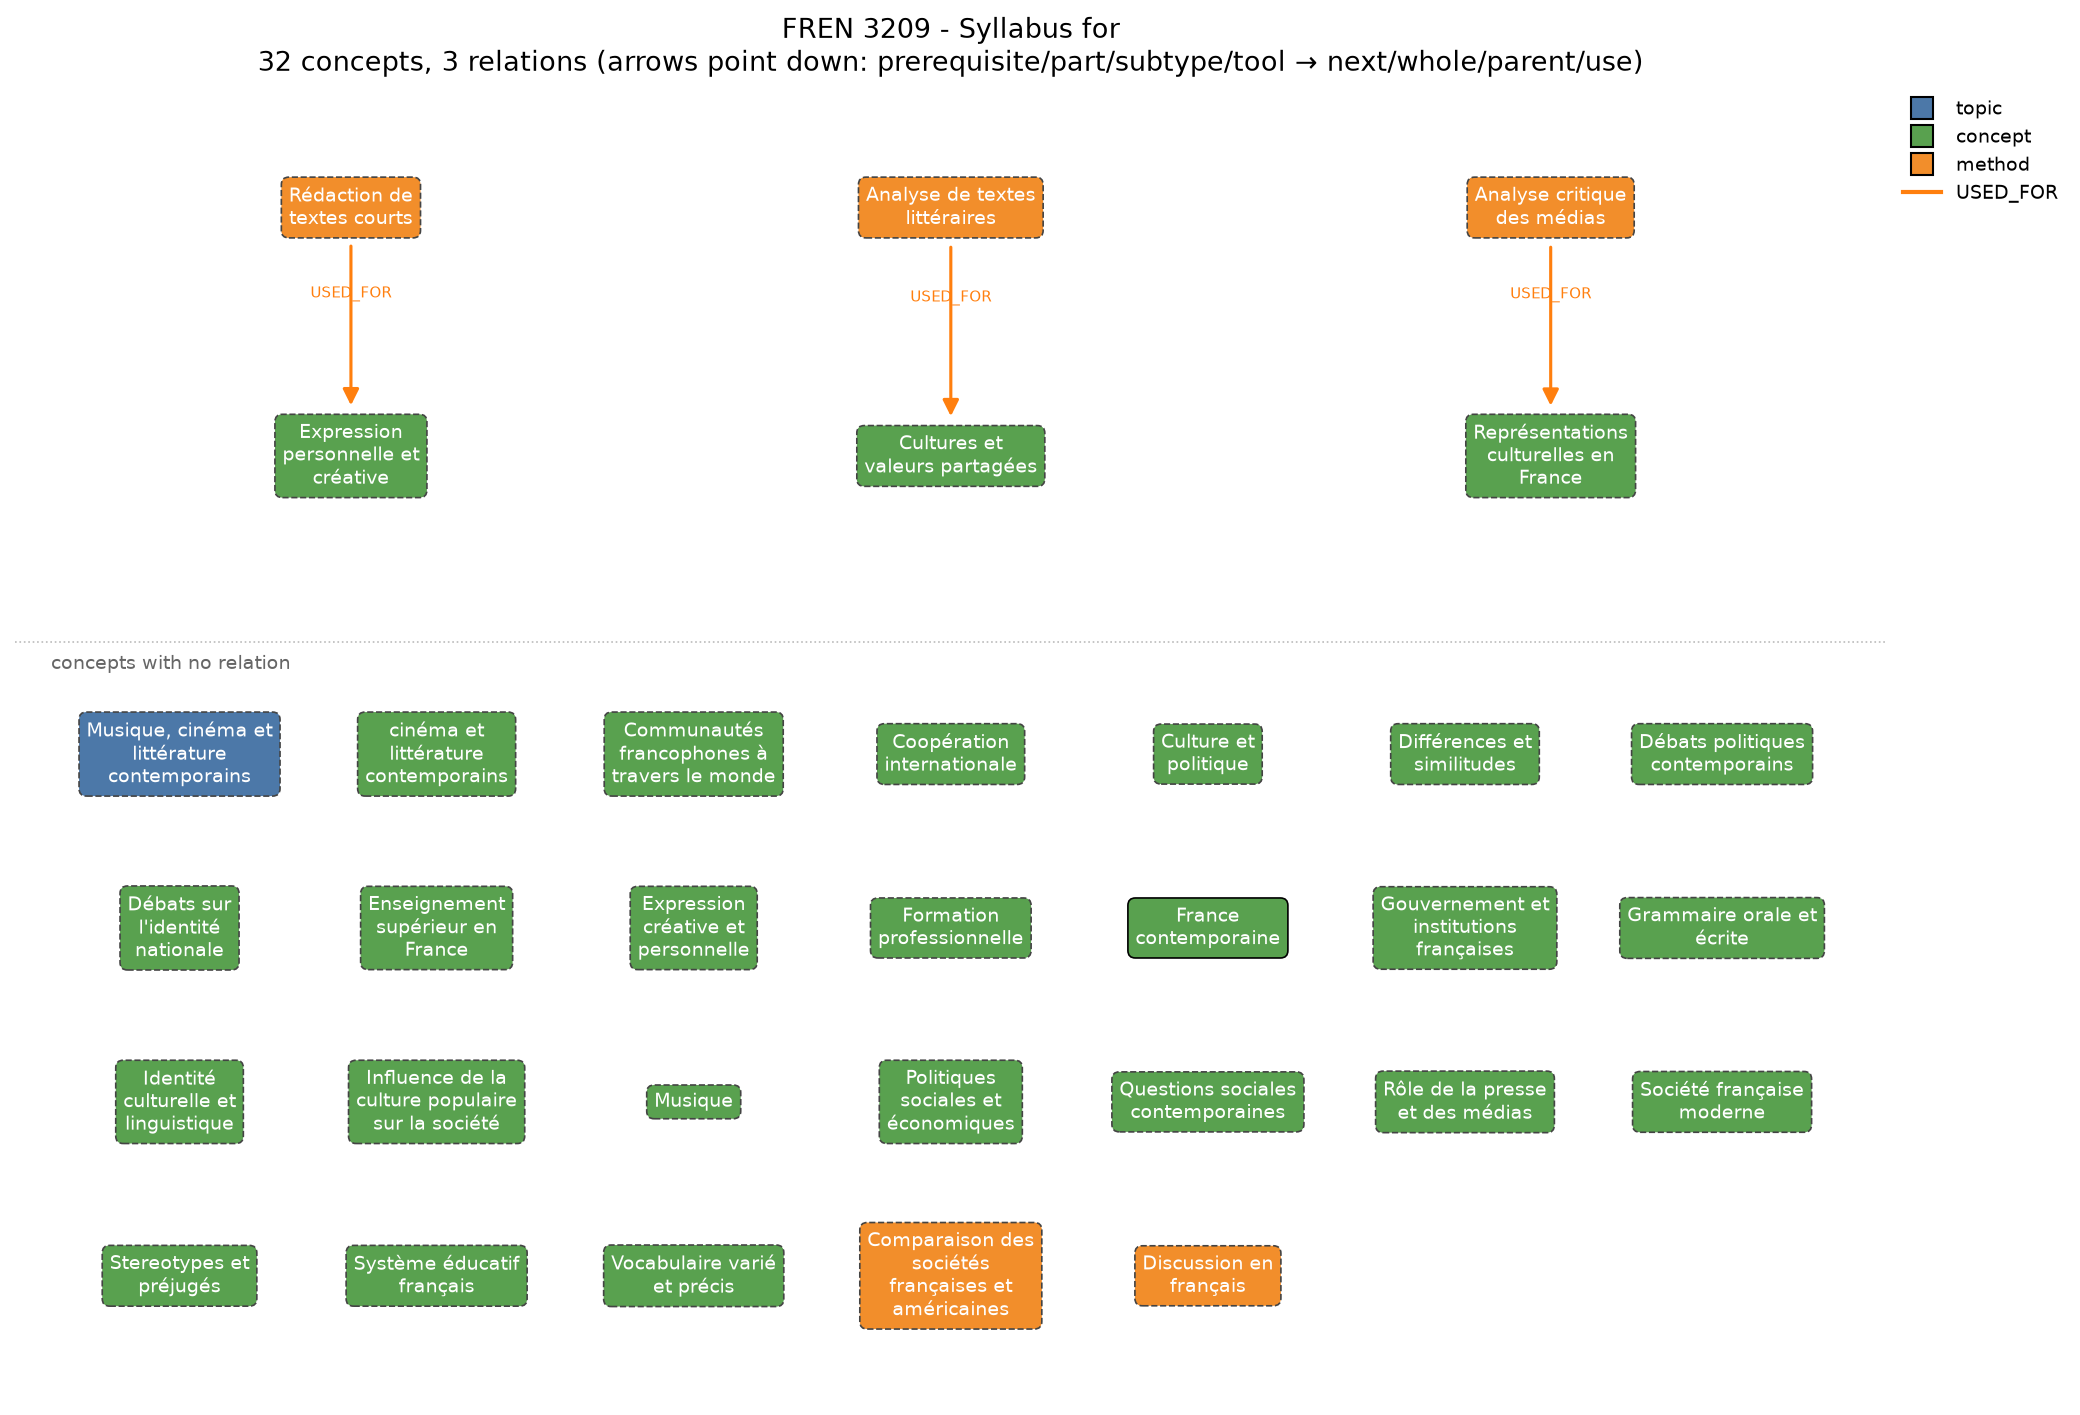 FREN 3209 - Syllabus for
32 concepts, 3 relations (arrows point down: prerequisite/part/subtype/tool → next/whole/parent/use)
topic
concept
method
USED_FOR
Rédaction de
textes courts
Analyse de textes
littéraires
Analyse critique
des médias
USED_FOR
USED_FOR
USED_FOR
Expression
personnelle et
créative
Cultures et
valeurs partagées
Représentations
culturelles en
France
concepts with no relation
Musique, cinéma et
littérature
contemporains
cinéma et
littérature
contemporains
Communautés
francophones à
travers le monde
Coopération
internationale
Culture et
politique
Différences et
similitudes
Débats politiques
contemporains
Débats sur
l'identité
nationale
Enseignement
supérieur en
France
Expression
créative et
personnelle
Formation
professionnelle
France
contemporaine
Gouvernement et
institutions
françaises
Grammaire orale et
écrite
Identité
culturelle et
linguistique
Influence de la
culture populaire
sur la société
Musique
Politiques
sociales et
économiques
Questions sociales
contemporaines
Rôle de la presse
et des médias
Société française
moderne
Stereotypes et
préjugés
Système éducatif
français
Vocabulaire varié
et précis
Comparaison des
sociétés
françaises et
américaines
Discussion en
français